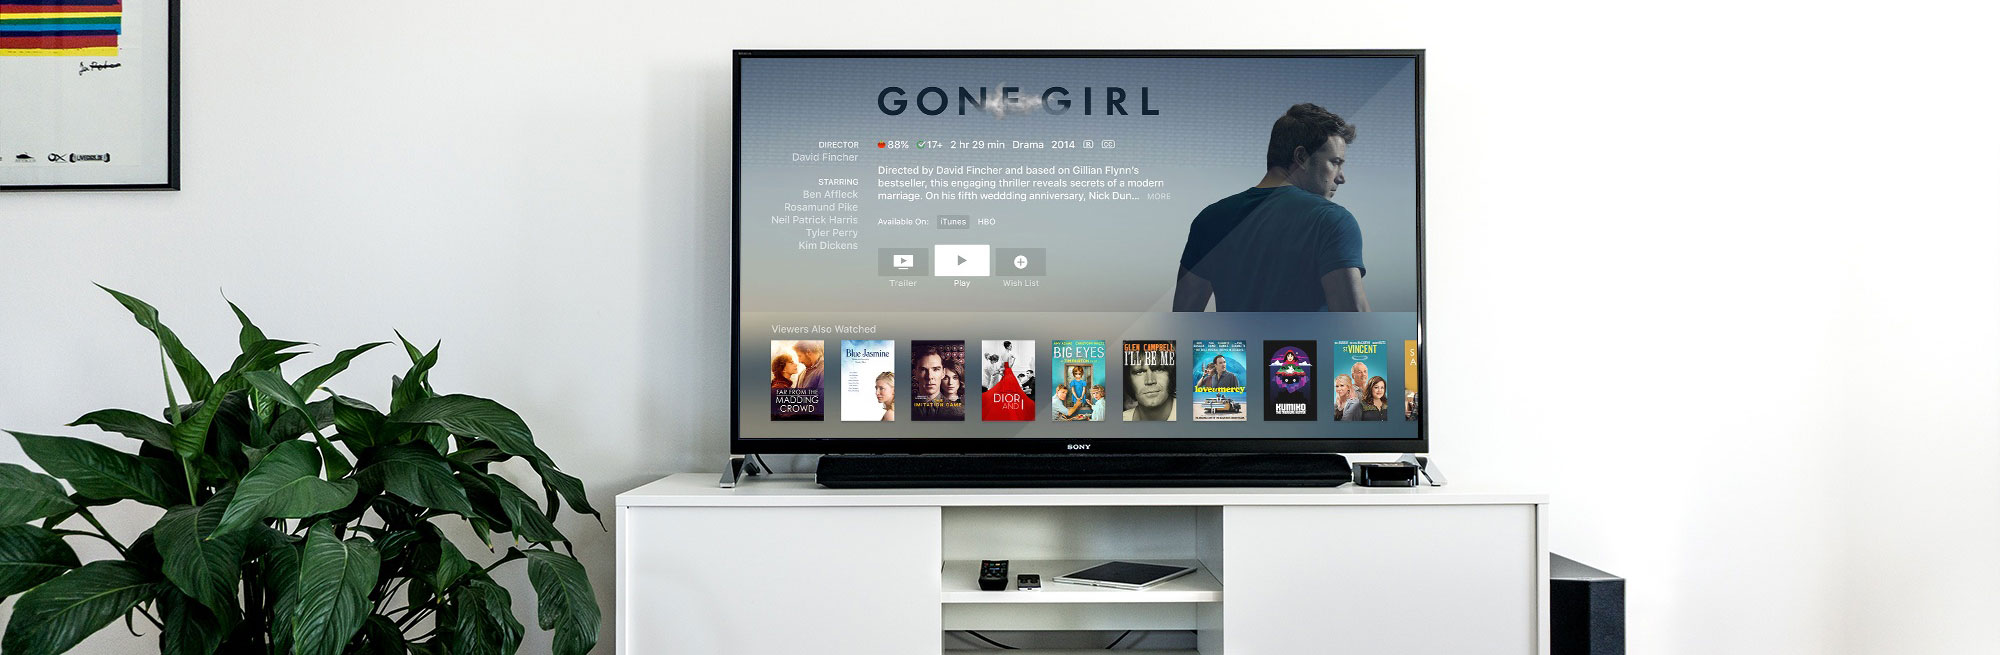 LIVEGIGS.DE
GONE GIRL
DIRECTOR
David Fincher
STARRING
Ben Affleck
Rosamund Pike
Neil Patrick Harris
Tyler Perry
Kim Dickens
88% 17+ 2 hr 29 min Drama 2014 R CC
Directed by David Fincher and based on Gillian Flynn's
bestseller, this engaging thriller reveals secrets of a modern
marriage. On his fifth weddding anniversary, Nick Dun... MORE
Available On: iTunes HBO
Trailer
Play
Wish List
Viewers Also Watched
FAR FROM THE
MADDING
CROWD
Blue Jasmine
IMITATION GAME
DIOR
AND I
BIG EYES
GLEN CAMPBELL
I'LL BE ME
love&mercy
KUMIKO
ST. VINCENT
SONY